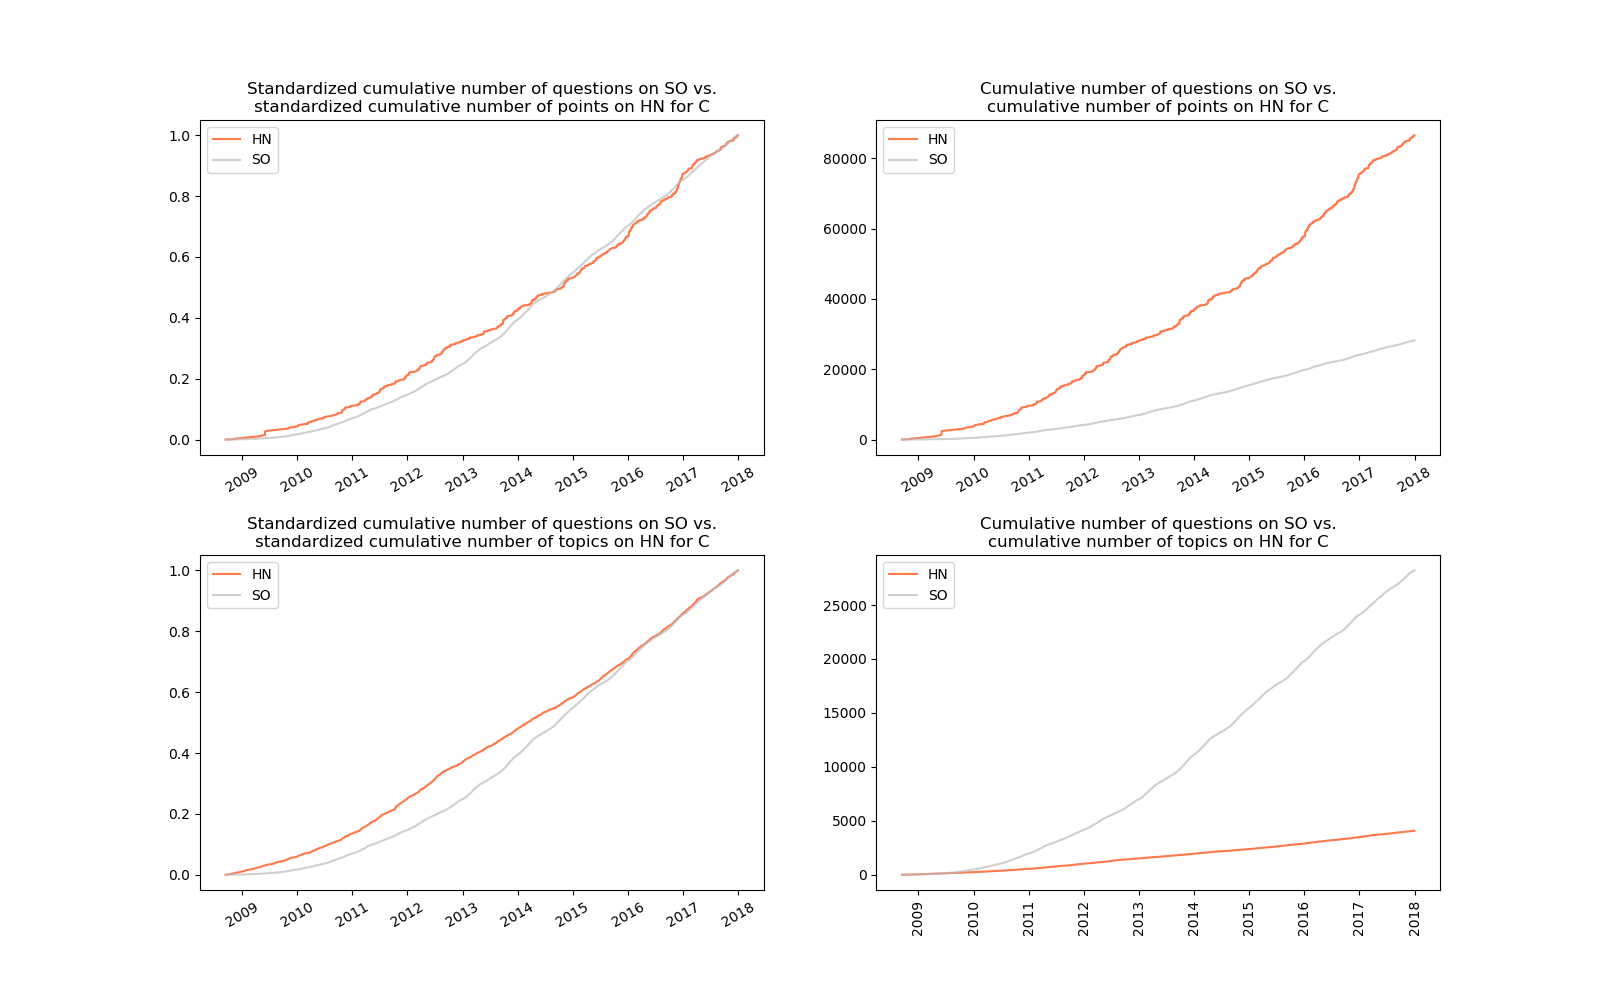 Standardized cumulative number of questions on SO vs.
standardized cumulative number of points on HN for C
HN
SO
1.0
0.8
0.6
0.4
0.2
0.0
2009 2010 2011 2012 2013 2014 2015 2016 2017 2018
Cumulative number of questions on SO vs.
cumulative number of points on HN for C
HN
SO
80000
60000
40000
20000
0
2009 2010 2011 2012 2013 2014 2015 2016 2017 2018
Standardized cumulative number of questions on SO vs.
standardized cumulative number of topics on HN for C
HN
SO
1.0
0.8
0.6
0.4
0.2
0.0
2009 2010 2011 2012 2013 2014 2015 2016 2017 2018
Cumulative number of questions on SO vs.
cumulative number of topics on HN for C
HN
SO
25000
20000
15000
10000
5000
0
2009 2010 2011 2012 2013 2014 2015 2016 2017 2018